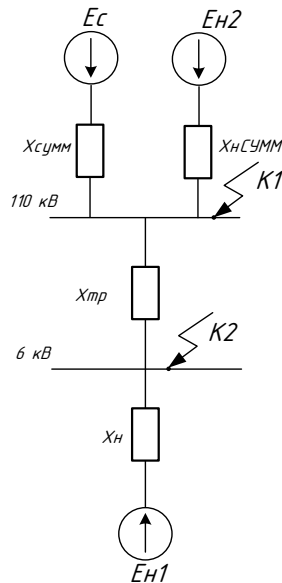 Ес
Ен2
Хсумм
ХнСУММ
К1
110 кВ
Хтр
К2
6 кВ
Хн
Ен1